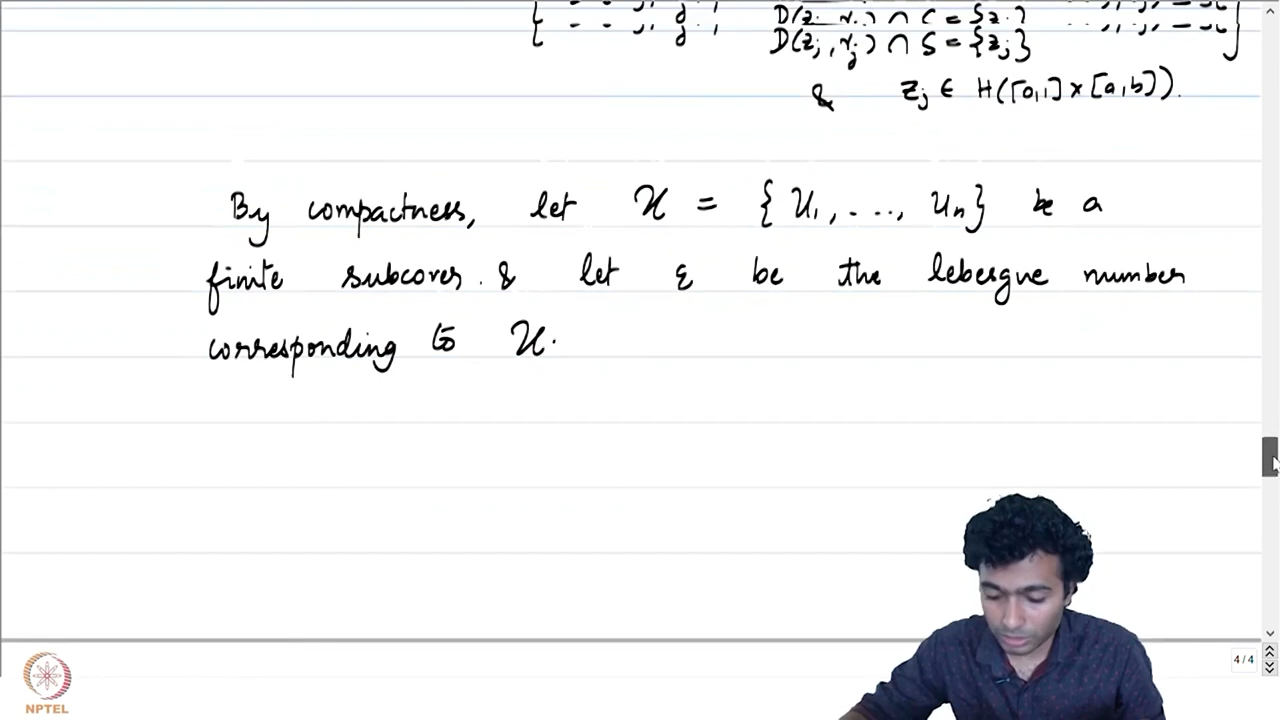 D(zj, rj) ∩ S = {zj}
& zj ∈ H([0,1] x [a,b]).
By compactness, let U = { U1, ..., Un} be a
finite subcover. & let ε be the lebesgue number
corresponding to U.
4 / 4
NPTEL